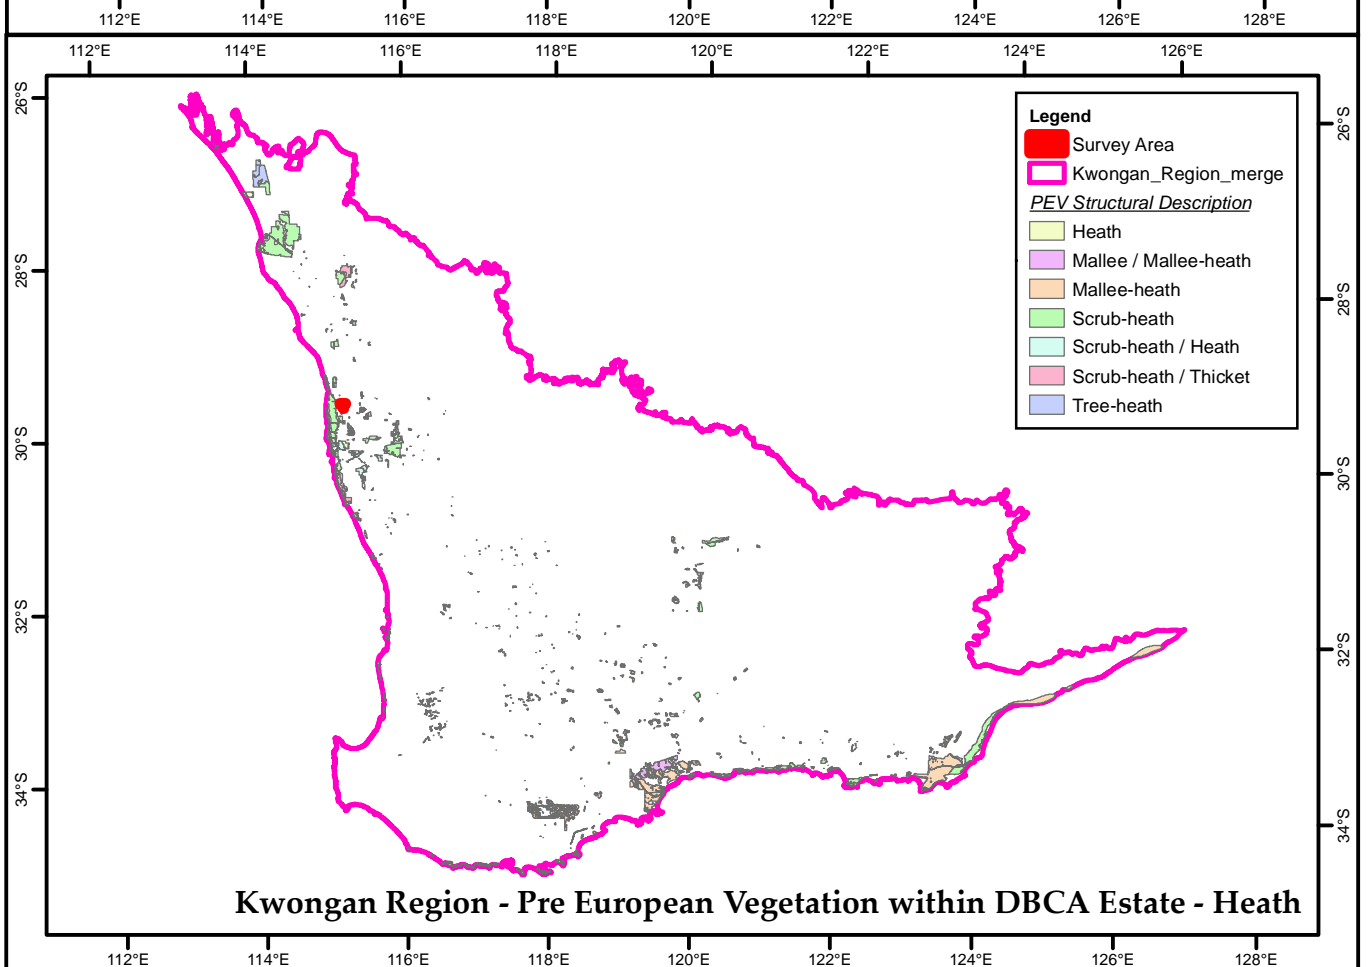 114°E 116°E 118°E 120°E 122°E 124°E 126°E 128°E
112°E
112°E 114°E 116°E 118°E 120°E 122°E 124°E 126°E
26°S
28°S
30°S
32°S
34°S
Legend
Survey Area
Kwongan_Region_merge
PEV Structural Description
Heath
Mallee / Mallee-heath
Mallee-heath
Scrub-heath
Scrub-heath / Heath
Scrub-heath / Thicket
Tree-heath
26°S
28°S
30°S
32°S
34°S
Kwongan Region - Pre European Vegetation within DBCA Estate - Heath
112°E 114°E 116°E 118°E 120°E 122°E 124°E 126°E 128°E